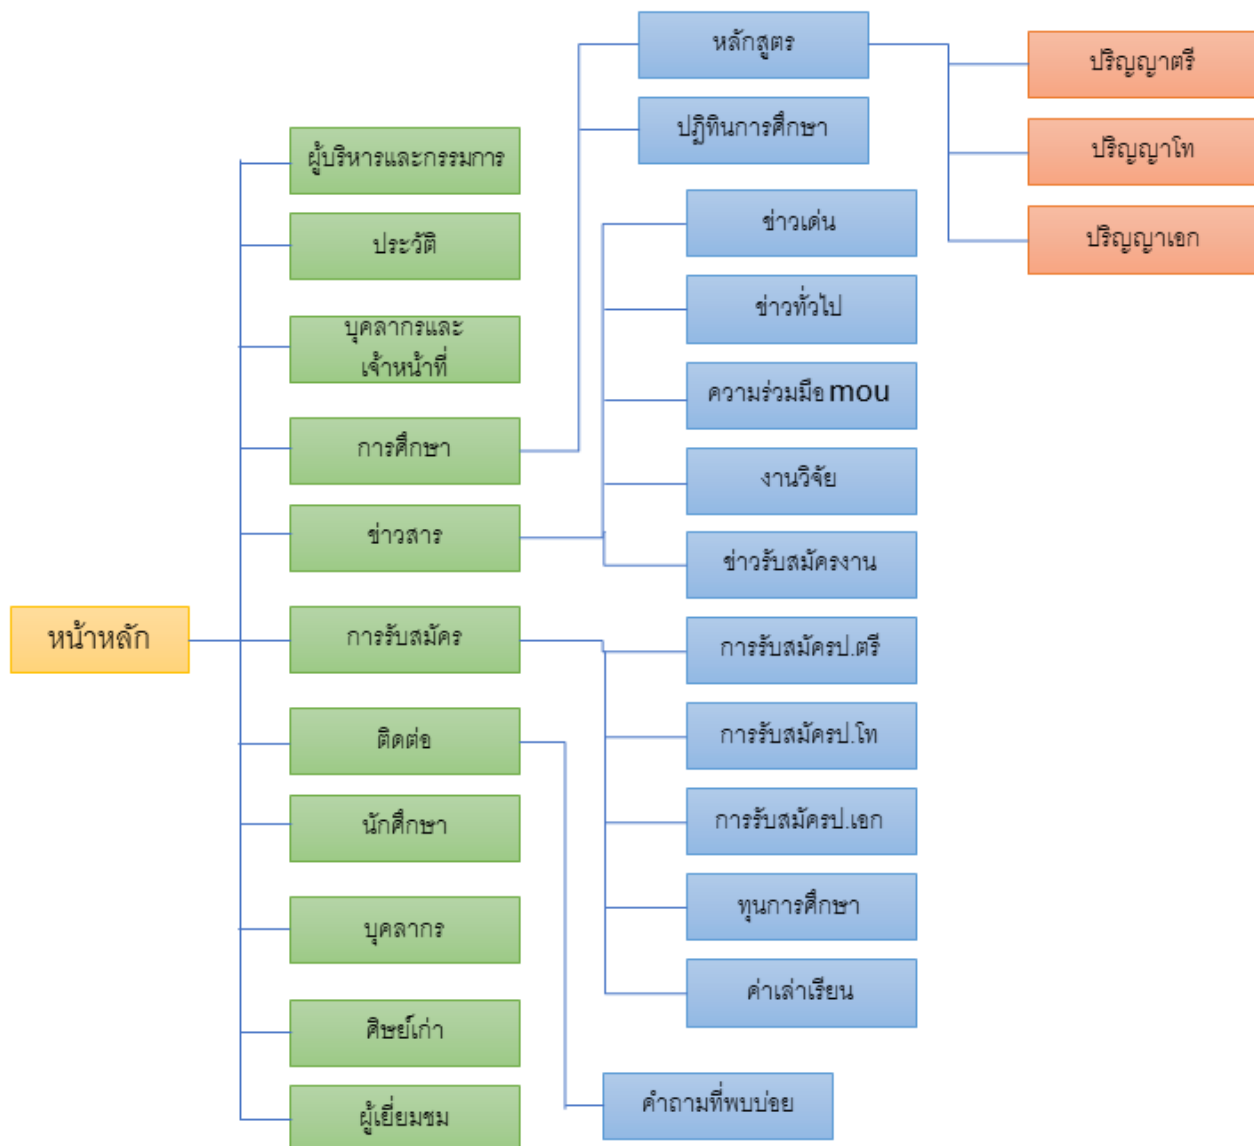 หน้าหลัก
ผู้บริหารและกรรมการ
ประวัติ
บุคลากรและ
เจ้าหน้าที่
การศึกษา
ข่าวสาร
การรับสมัคร
ติดต่อ
นักศึกษา
บุคลากร
ศิษย์เก่า
ผู้เยี่ยมชม
หลักสูตร
ปฏิทินการศึกษา
ข่าวเด่น
ข่าวทั่วไป
ความร่วมมือ mou
งานวิจัย
ข่าวรับสมัครงาน
การรับสมัครป.ตรี
การรับสมัครป.โท
การรับสมัครป.เอก
ทุนการศึกษา
ค่าเล่าเรียน
คำถามที่พบบ่อย
ปริญญาตรี
ปริญญาโท
ปริญญาเอก